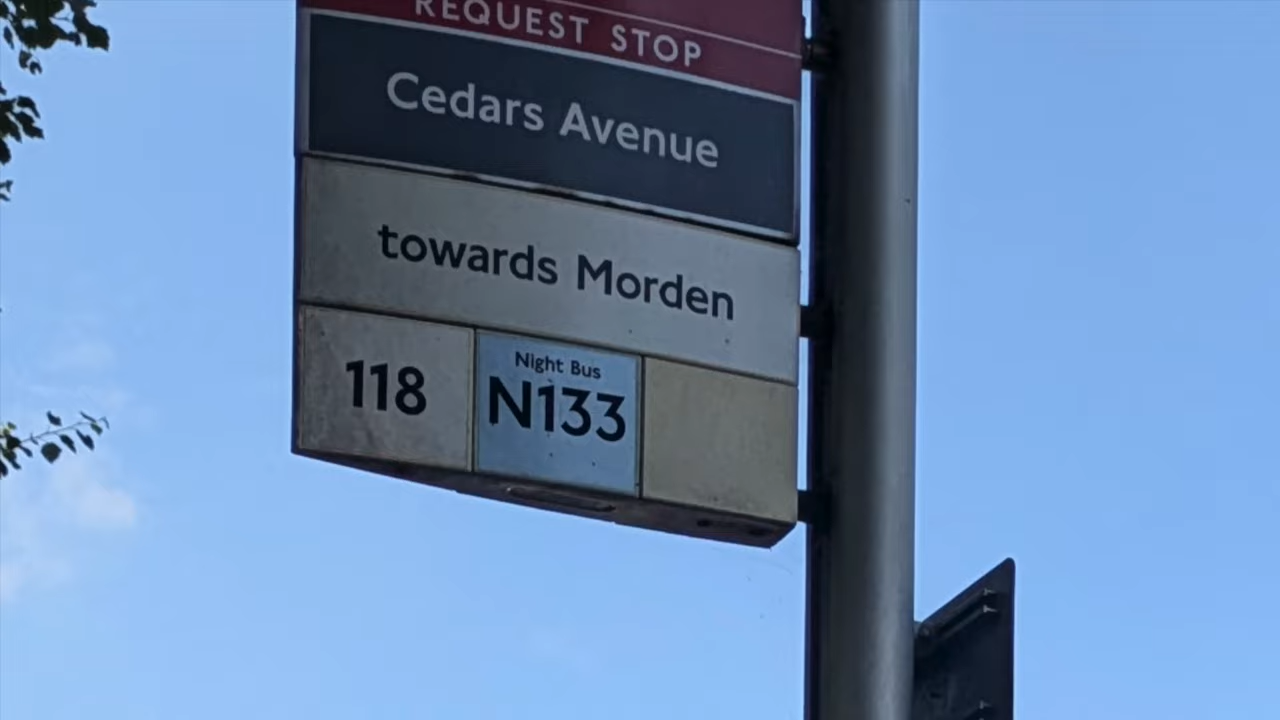 REQUEST STOP
Cedars Avenue
towards Morden
118
Night Bus
N133